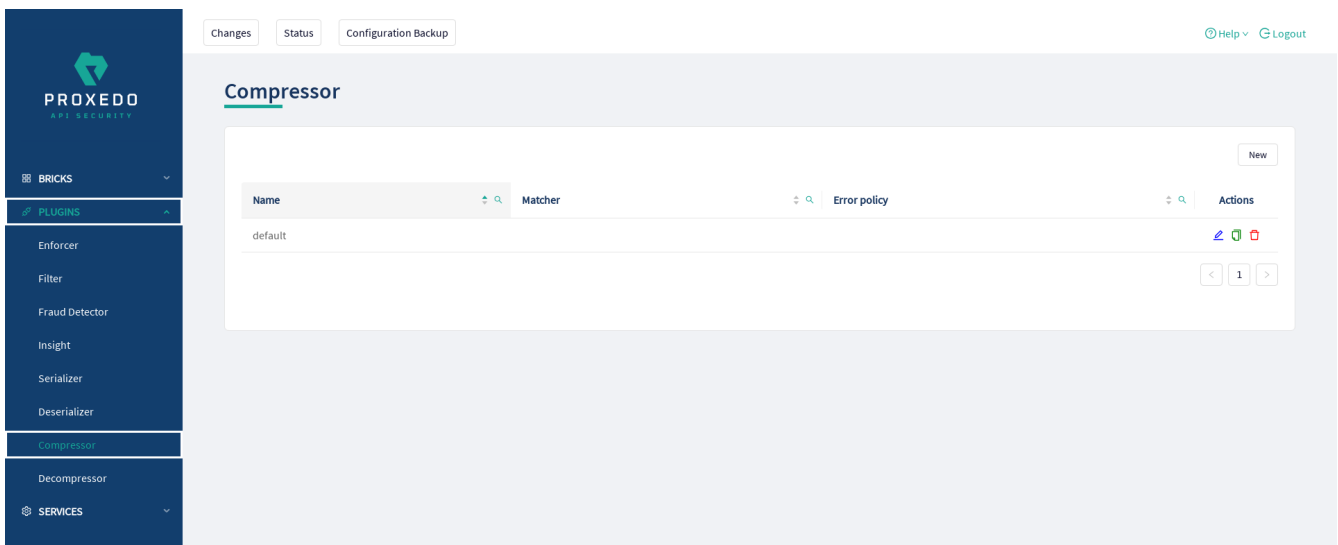 Changes Status Configuration Backup Help Logout
PROXEDO
API SECURITY
Compressor
New
BRICKS
PLUGINS
Name Matcher Error policy Actions
default
Enforcer
Filter
1
Fraud Detector
Insight
Serializer
Deserializer
Compressor
Decompressor
SERVICES